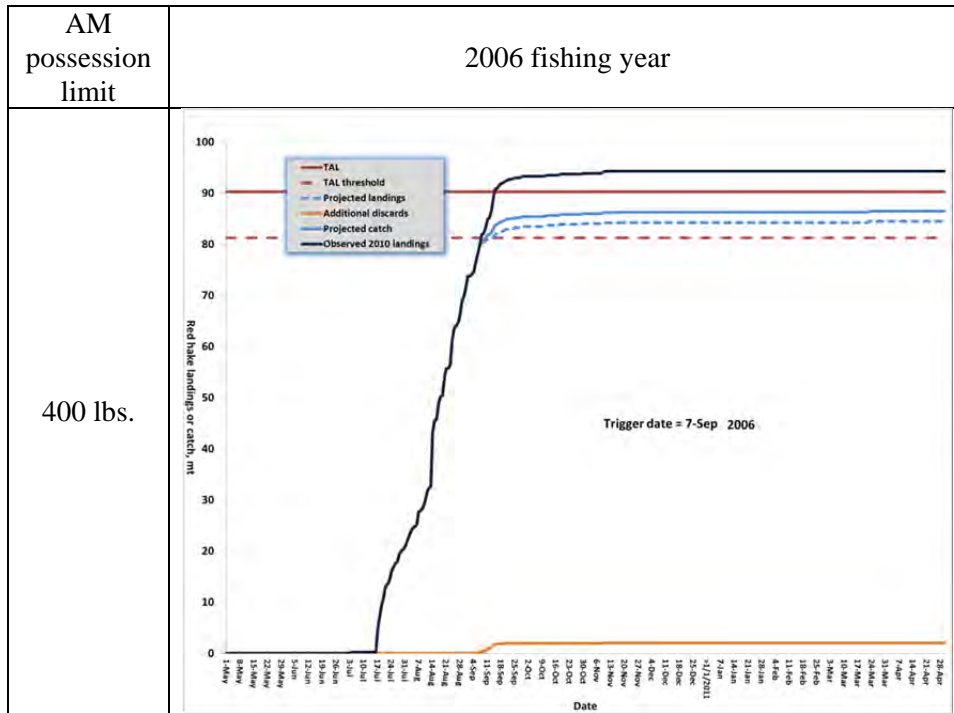 AM
possession
limit
2006 fishing year
400 lbs.
100
90
80
70
60
50
40
30
20
10
0
Red hake landings or catch, mt
TAL
TAL threshold
Projected landings
Additional discards
Projected catch
Observed 2010 landings
Trigger date = 7-Sep 2006
1-May
8-May
15-May
22-May
29-May
5-Jun
12-Jun
19-Jun
26-Jun
3-Jul
10-Jul
17-Jul
24-Jul
31-Jul
7-Aug
14-Aug
21-Aug
28-Aug
4-Sep
11-Sep
18-Sep
25-Sep
2-Oct
9-Oct
16-Oct
23-Oct
30-Oct
6-Nov
13-Nov
20-Nov
27-Nov
4-Dec
11-Dec
18-Dec
25-Dec
>1/1/2011
7-Jan
14-Jan
21-Jan
28-Jan
4-Feb
11-Feb
18-Feb
25-Feb
3-Mar
10-Mar
17-Mar
24-Mar
31-Mar
7-Apr
14-Apr
21-Apr
28-Apr
Date